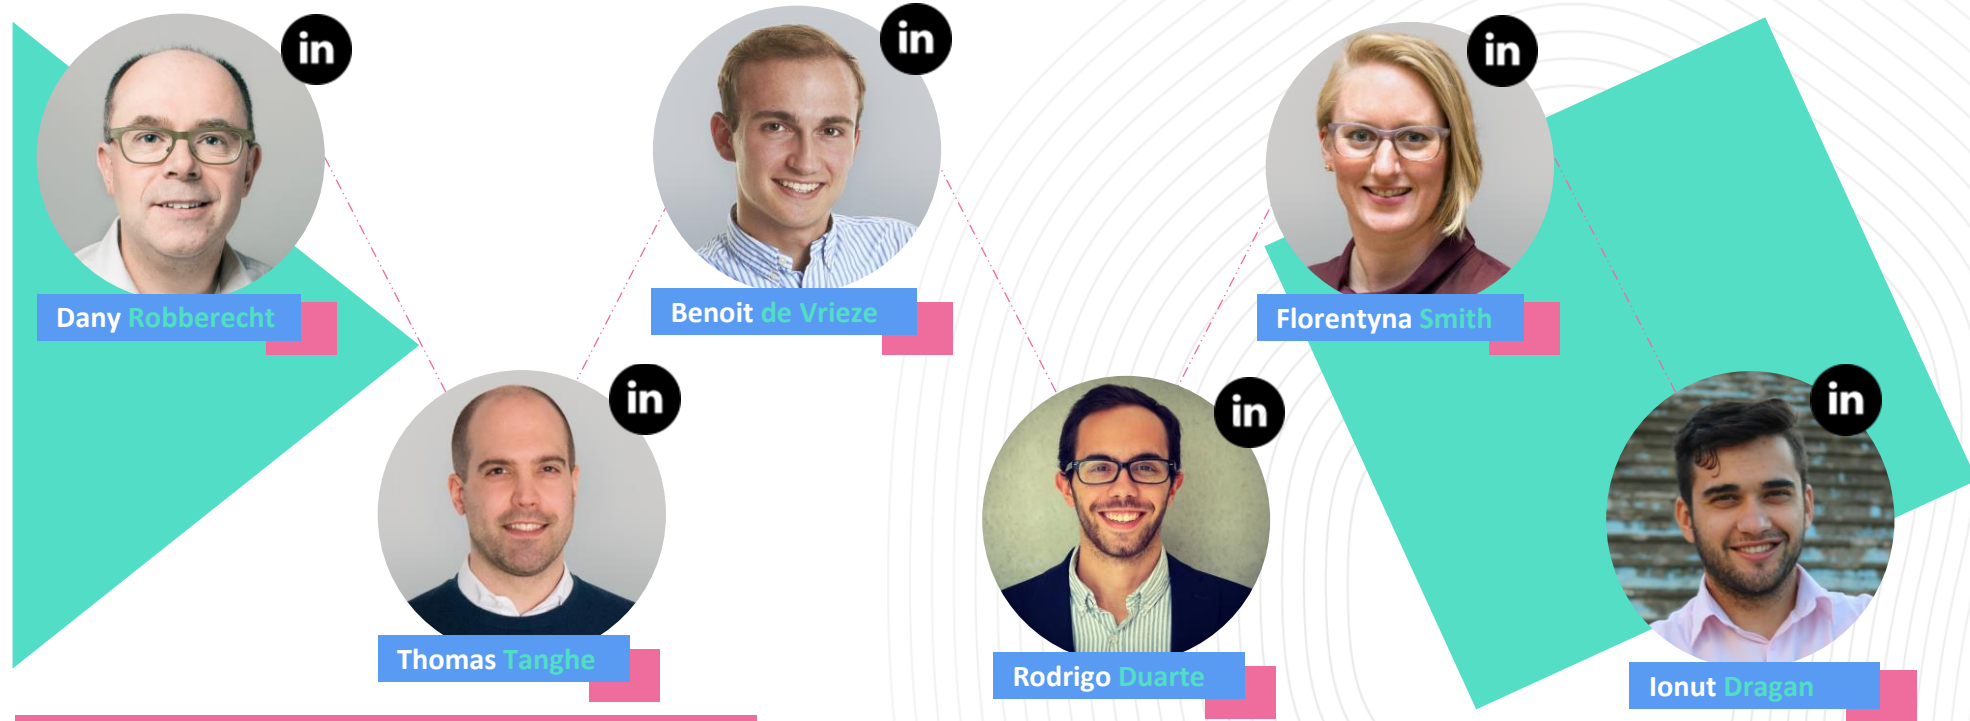 in
in
in
Dany Robberecht
Benoit de Vrieze
Florentyna Smith
in
in
in
Thomas Tanghe
Rodrigo Duarte
Ionut Dragan